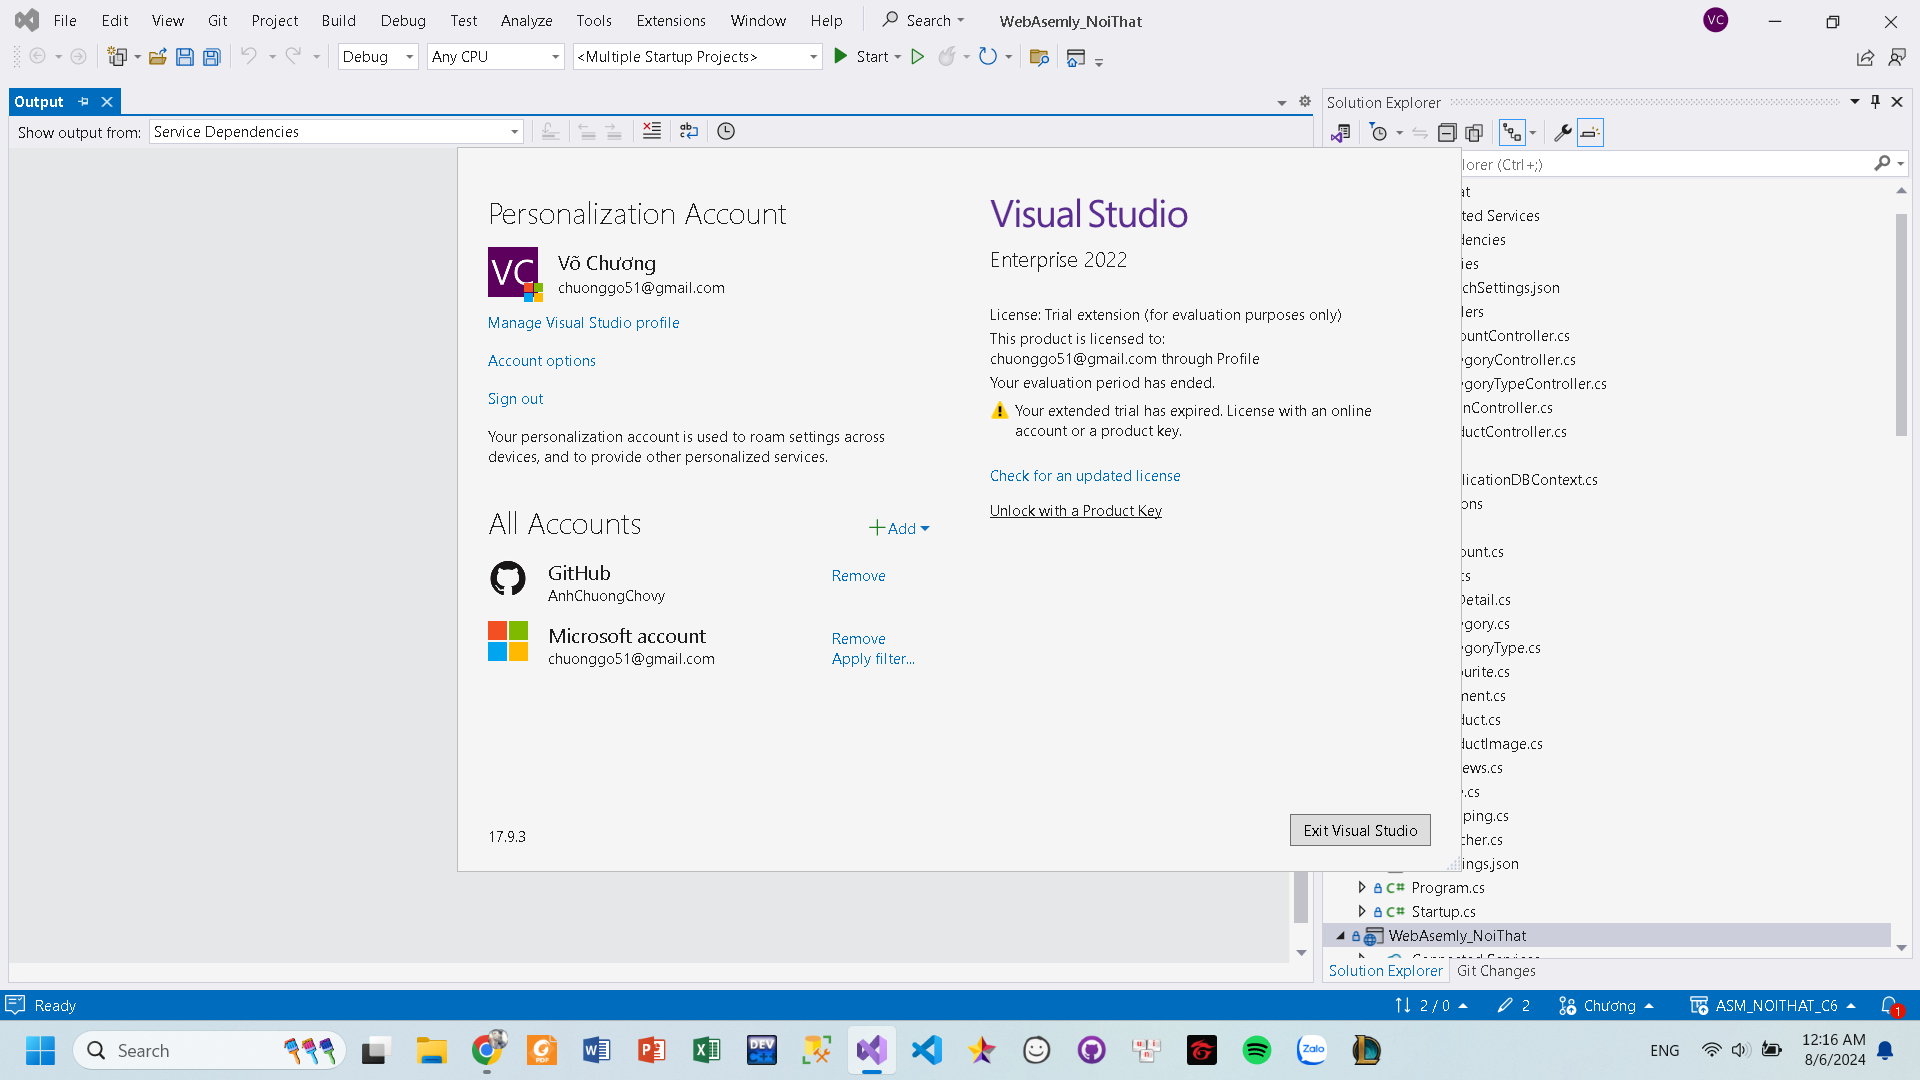 File Edit View Git Project Build Debug Test Analyze Tools Extensions Window Help Search WebAsemly_NoiThat VC
Debug Any CPU <Multiple Startup Projects> Start
Output
Show output from: Service Dependencies
Personalization Account
VC
Võ Chương
chuonggo51@gmail.com
Manage Visual Studio profile
Account options
Sign out
Your personalization account is used to roam settings across
devices, and to provide other personalized services.
All Accounts
Add
GitHub
AnhChuongChovy
Remove
Microsoft account
chuonggo51@gmail.com
Remove
Apply filter...
17.9.3
Visual Studio
Enterprise 2022
License: Trial extension (for evaluation purposes only)
This product is licensed to:
chuonggo51@gmail.com through Profile
Your evaluation period has ended.
Your extended trial has expired. License with an online
account or a product key.
Check for an updated license
Unlock with a Product Key
Exit Visual Studio
Solution Explorer
lorer (Ctrl+;)
at
ted Services
dencies
ies
chSettings.json
lers
ountController.cs
goryController.cs
goryTypeController.cs
nController.cs
ductController.cs
licationDBContext.cs
ons
ount.cs
cs
Detail.cs
gory.cs
goryType.cs
ourite.cs
ment.cs
duct.cs
ductImage.cs
ews.cs
e.cs
ping.cs
cher.cs
ings.json
C# Program.cs
C# Startup.cs
WebAsemly_NoiThat
Connected Services
Solution Explorer Git Changes
Ready
2 / 0 2 Chương ASM_NOITHAT_C6 1
Search
PDF
DEV
C++
Zalo
ENG
12:16 AM
8/6/2024